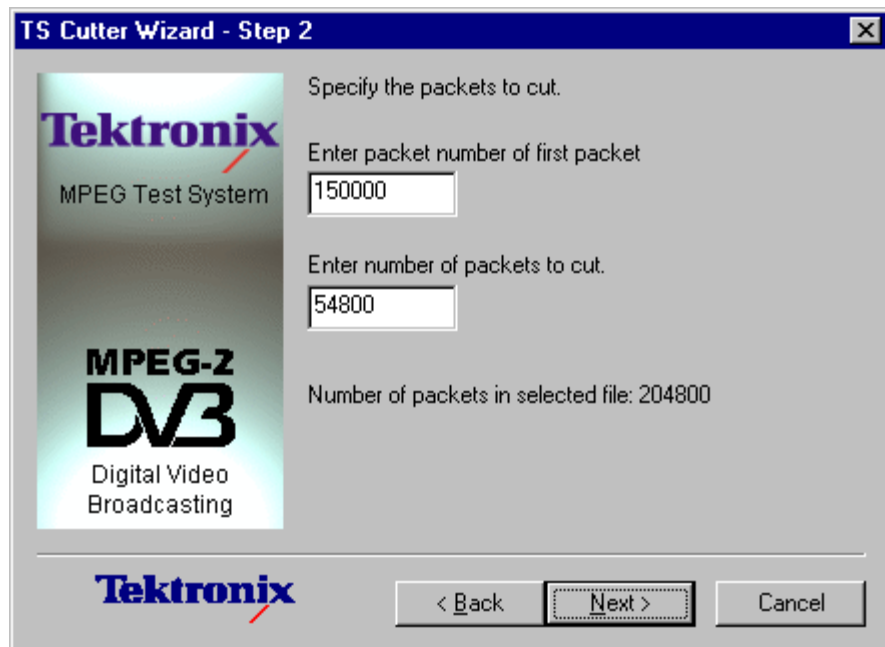 TS Cutter Wizard - Step 2
Tektronix
MPEG Test System
MPEG-2
DVB
Digital Video
Broadcasting
Specify the packets to cut.
Enter packet number of first packet
150000
Enter number of packets to cut.
54800
Number of packets in selected file: 204800
Tektronix
< Back
Next >
Cancel